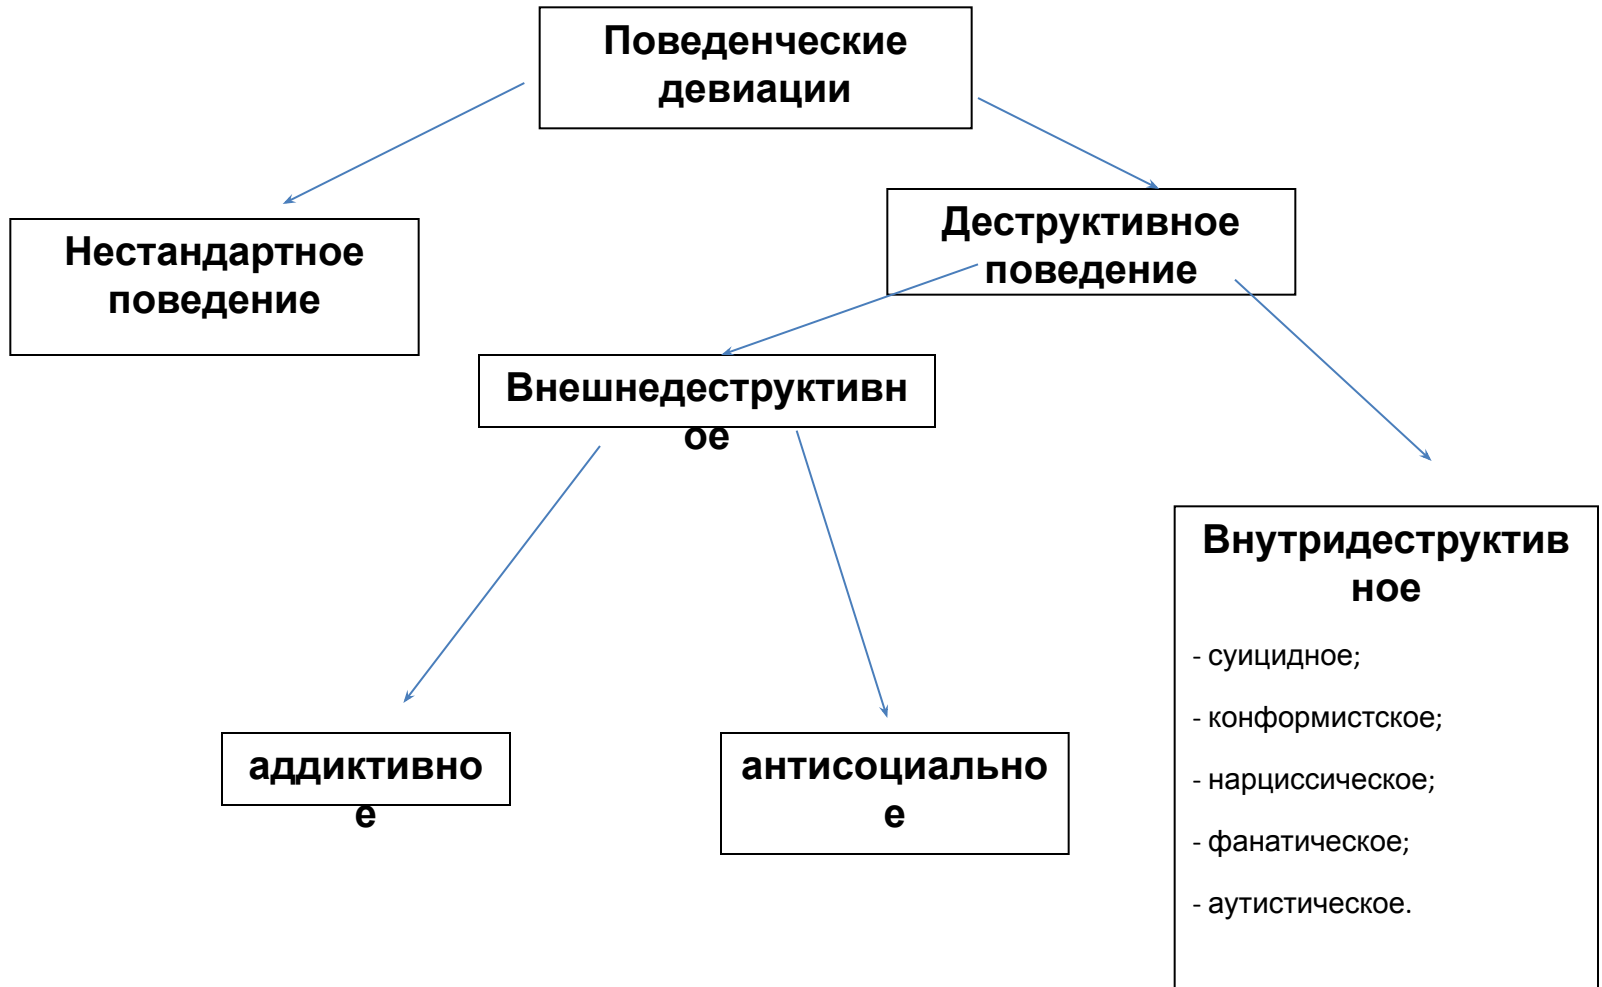 Поведенческие
девиации
Нестандартное
поведение
Деструктивное
поведение
Внешнедеструктивн
ое
Внутридеструктив
ное
- суицидное;
- конформистское;
- нарциссическое;
- фанатическое;
- аутистическое.
аддиктивно
е
антисоциально
е